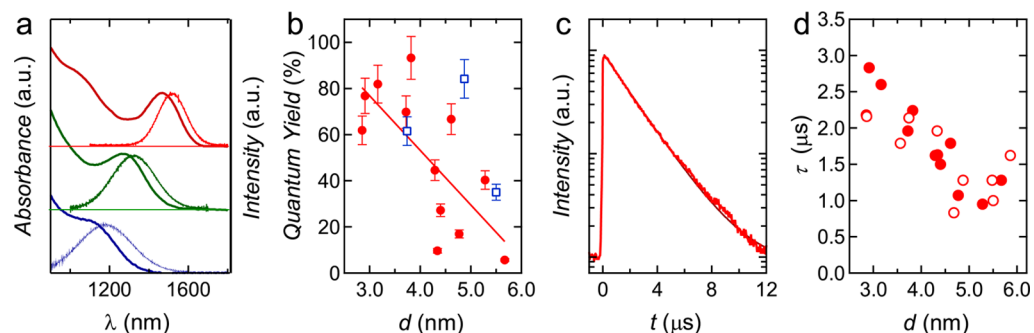 a
Absorbance (a.u.)
Intensity (a.u.)
1200
1600
λ (nm)
b
Quantum Yield (%)
100
80
60
40
20
0
3.0
4.0
5.0
6.0
d (nm)
c
Intensity (a.u.)
0
4
8
12
t (μs)
d
τ (μs)
3.5
3.0
2.5
2.0
1.5
1.0
0.5
0.0
3.0
4.0
5.0
6.0
d (nm)